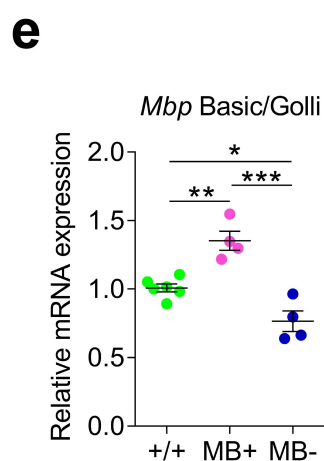 e
Mbp Basic/Golli
Relative mRNA expression
2.0
1.5
1.0
0.5
0.0
*
***
**
+/+ MB+ MB-